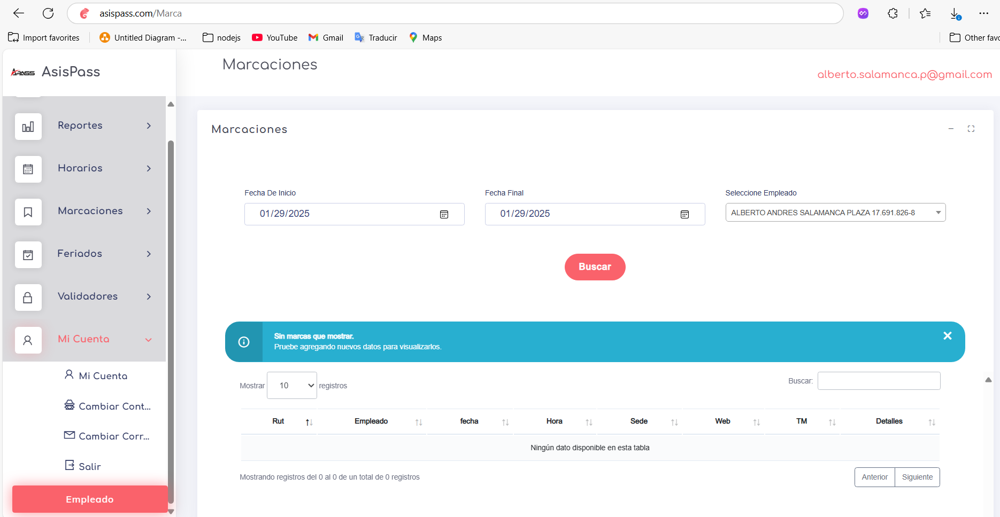 asispass.com/Marca
Import favorites
Untitled Diagram -...
nodejs
YouTube
Gmail
Traducir
Maps
Other favo
APASS
AsisPass
Marcaciones
alberto.salamanca.p@gmail.com
Reportes
Horarios
Marcaciones
Feriados
Validadores
Mi Cuenta
Mi Cuenta
Cambiar Cont...
Cambiar Corr...
Salir
Empleado
Marcaciones
Fecha De Inicio
Fecha Final
Seleccione Empleado
01/29/2025
01/29/2025
ALBERTO ANDRES SALAMANCA PLAZA 17.691.826-8
Buscar
Sin marcas que mostrar.
Pruebe agregando nuevos datos para visualizarlos.
Mostrar 10 registros
Buscar:
Rut Empleado fecha Hora Sede Web TM Detalles
Ningún dato disponible en esta tabla
Mostrando registros del 0 al 0 de un total de 0 registros
Anterior Siguiente